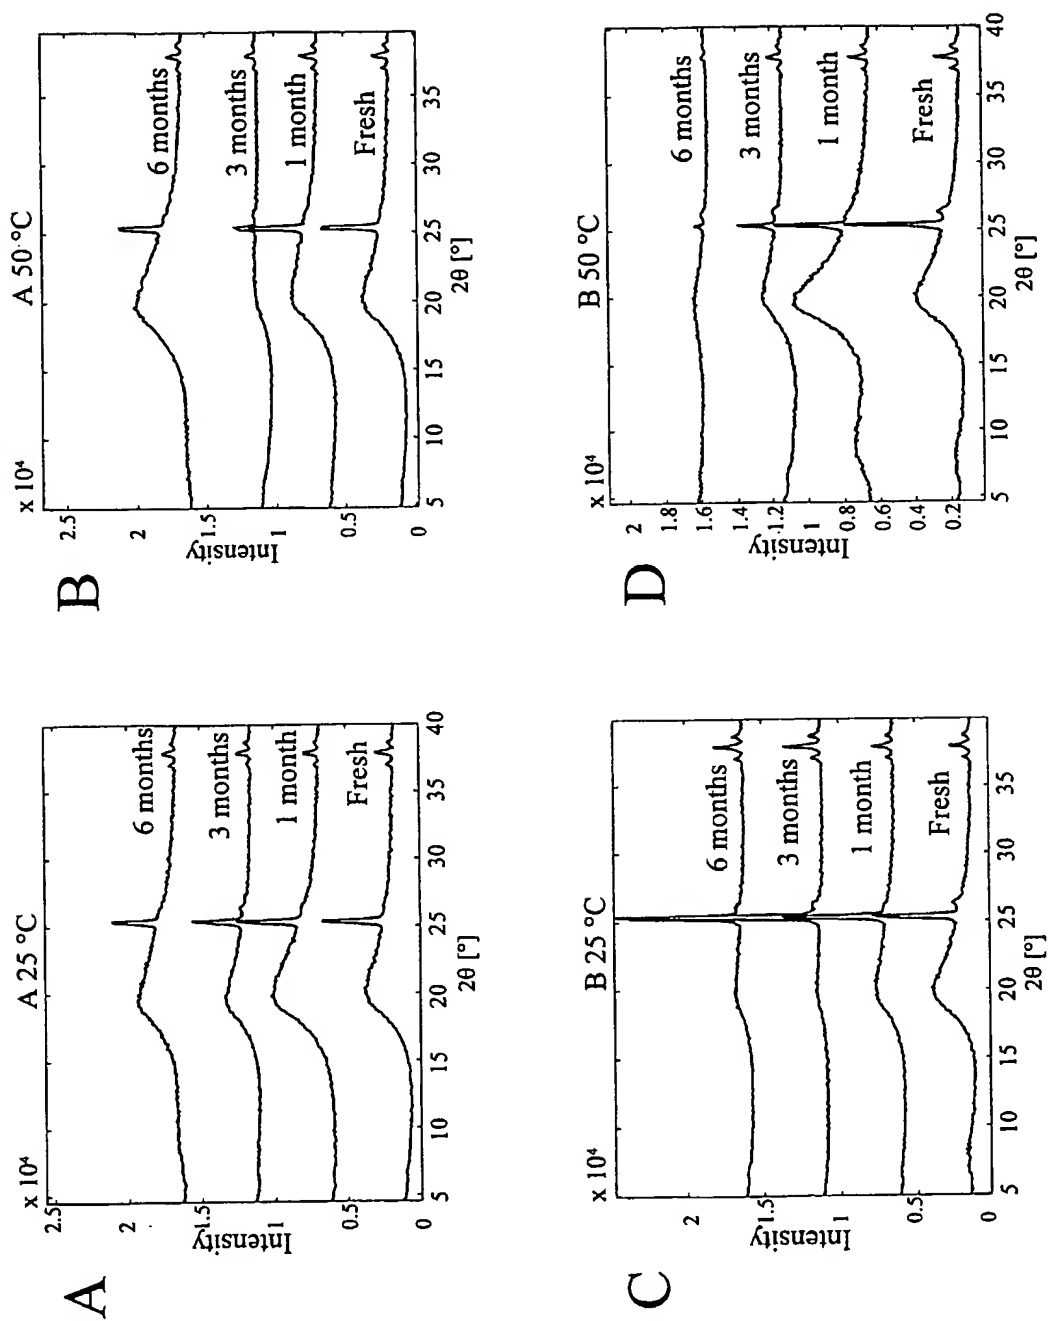 A
A 25 °C
x 10⁴
2.5
2
1.5
1
0.5
0
Intensity
6 months
3 months
1 month
Fresh
5
10
15
20
25
30
35
40
2θ [°]
B
A 50 °C
x 10⁴
2.5
2
1.5
1
0.5
0
Intensity
6 months
3 months
1 month
Fresh
5
10
15
20
25
30
35
2θ [°]
C
B 25 °C
x 10⁴
2
1.5
1
0.5
0
Intensity
6 months
3 months
1 month
Fresh
5
10
15
20
25
30
35
2θ [°]
D
B 50 °C
x 10⁴
2
1.8
1.6
1.4
1.2
1
0.8
0.6
0.4
0.2
Intensity
6 months
3 months
1 month
Fresh
5
10
15
20
25
30
35
40
2θ [°]